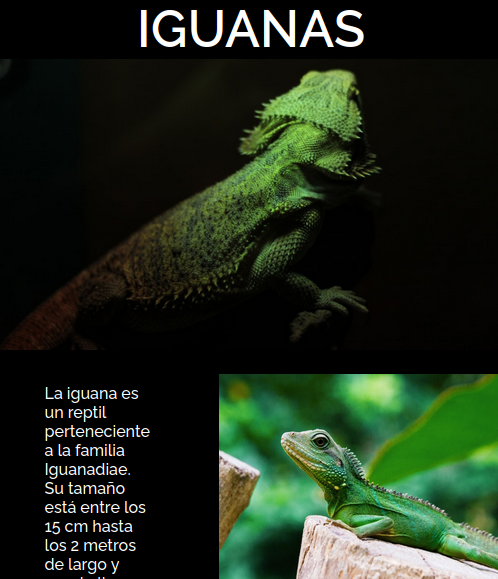 IGUANAS
La iguana es
un reptil
perteneciente
a la familia
Iguanadiae.
Su tamaño
está entre los
15 cm hasta
los 2 metros
de largo y